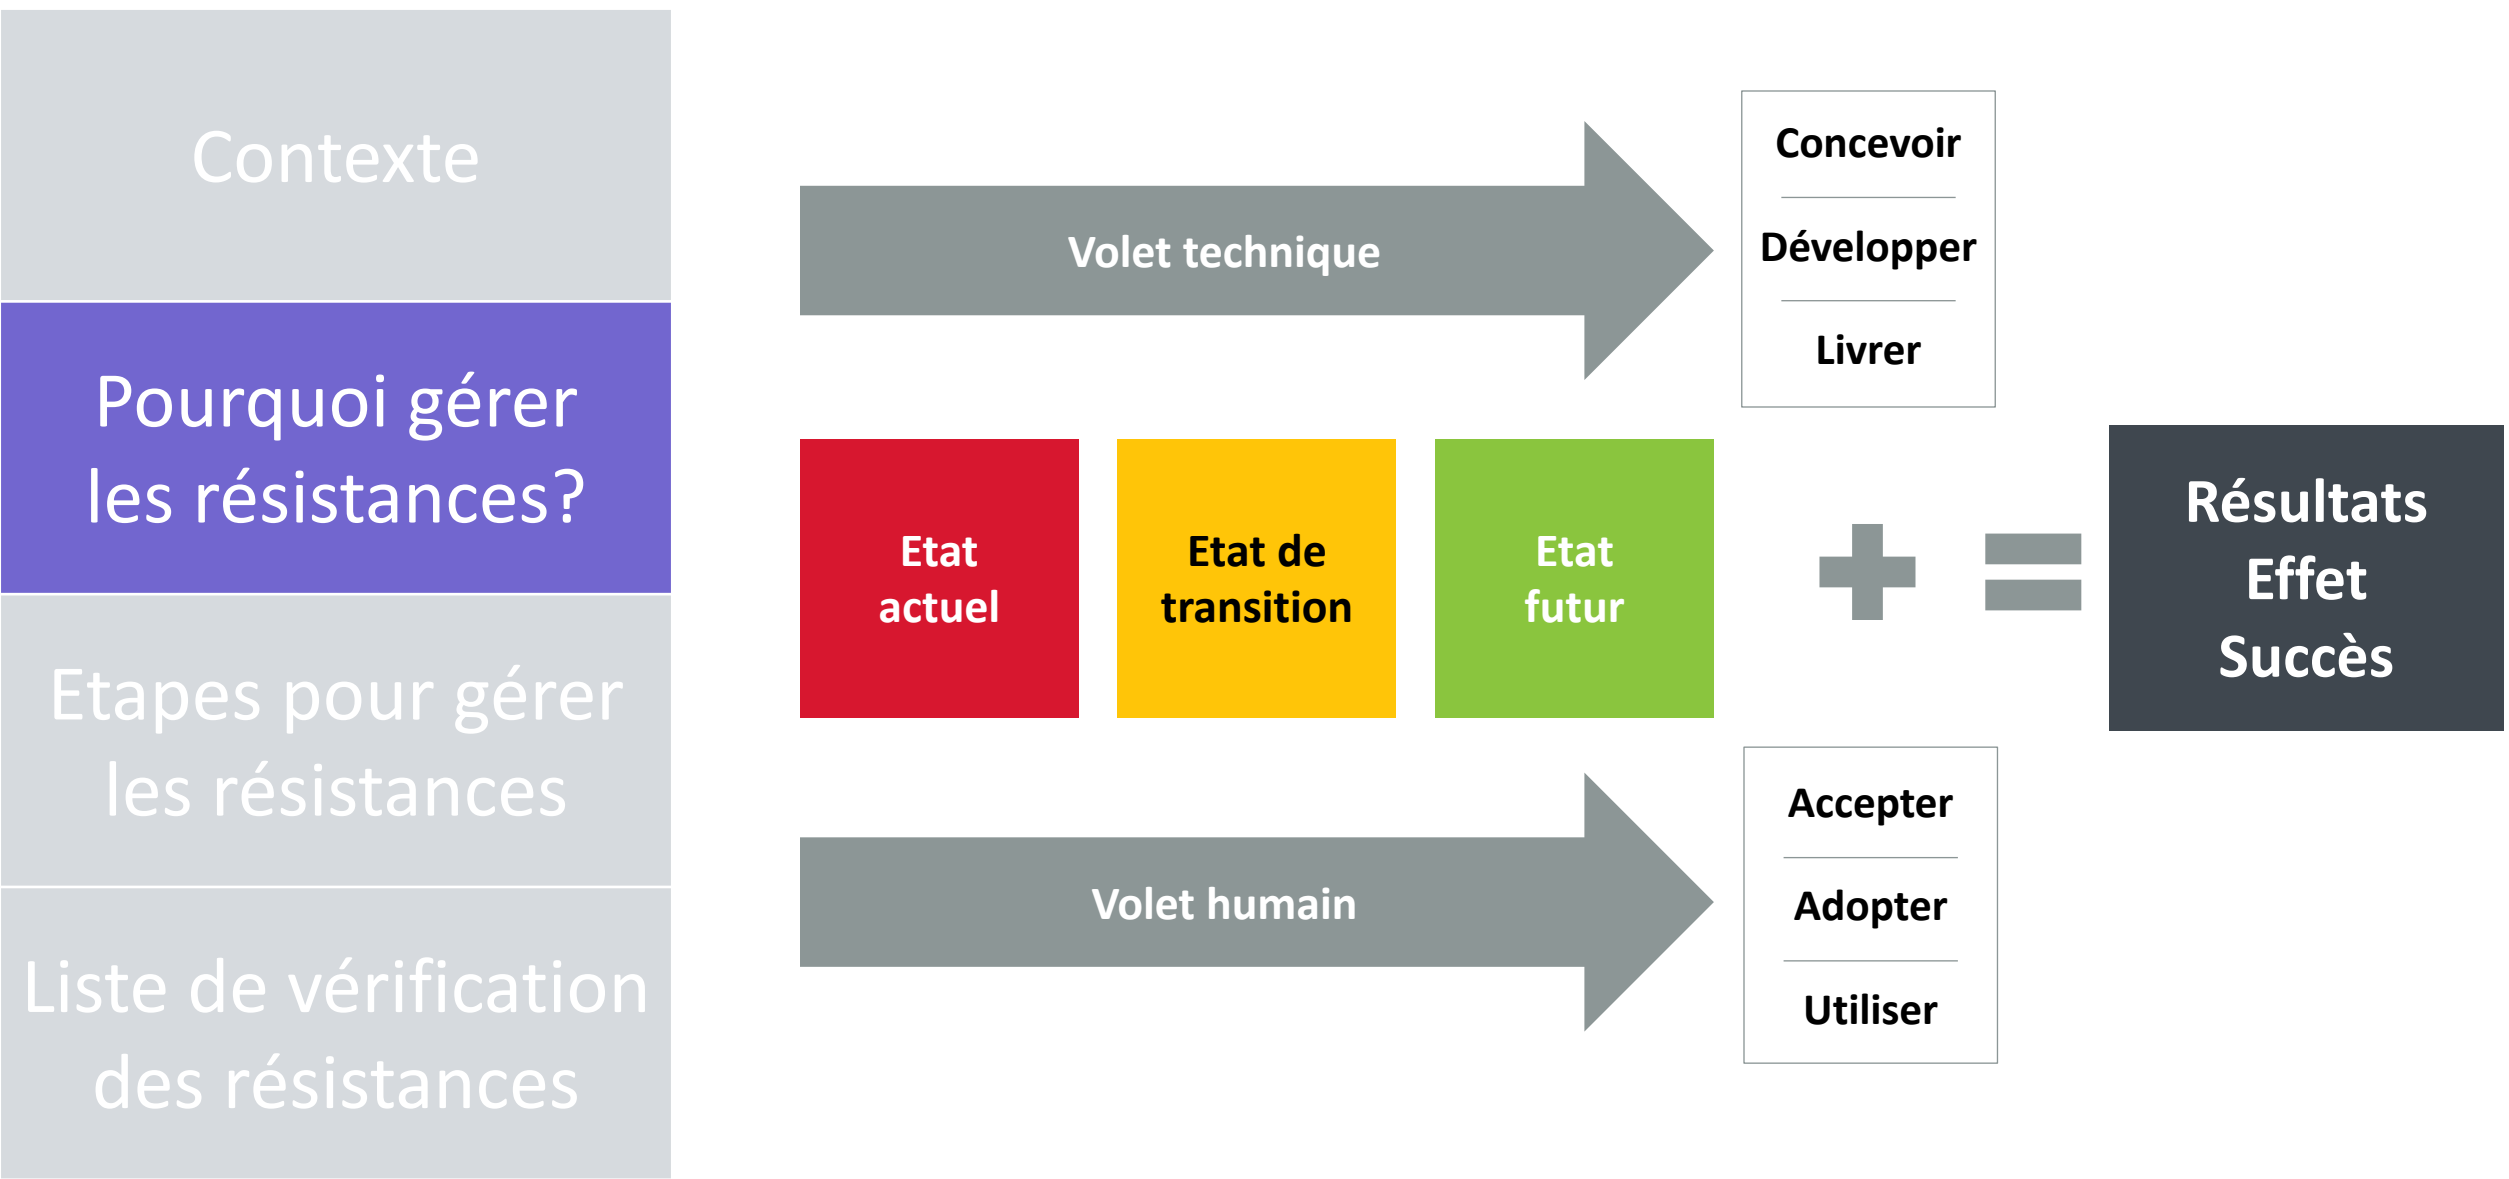 Contexte
Pourquoi gérer
les résistances?
Etapes pour gérer
les résistances
Liste de vérification
des résistances
Volet technique
Concevoir
Développer
Livrer
Etat
actuel
Etat de
transition
Etat
futur
Résultats
Effet
Succès
Volet humain
Accepter
Adopter
Utiliser